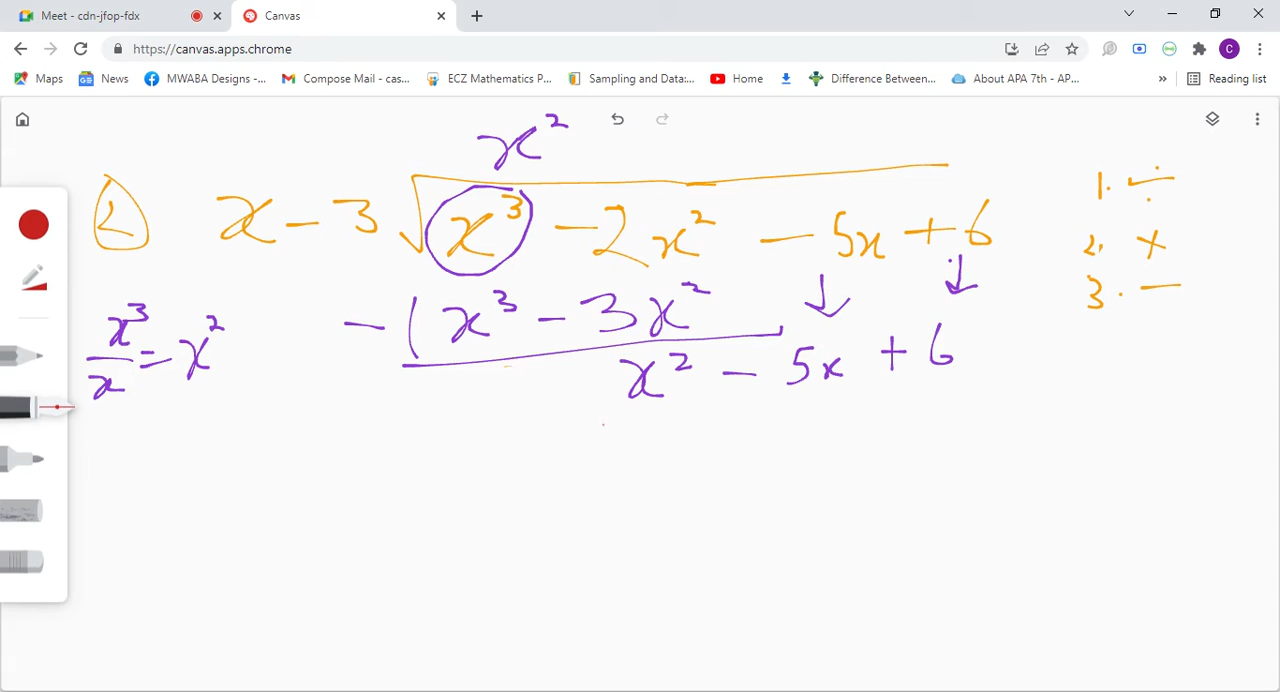 Meet - cdn-jfop-fdx
Canvas
https://canvas.apps.chrome
C
Maps
News
MWABA Designs -...
Compose Mail - cas...
ECZ Mathematics P...
Sampling and Data:...
Home
Difference Between...
About APA 7th - AP...
»
Reading list
x²
2 x - 3 √ x³ - 2x² - 5x + 6
1. ÷
2. ×
3. -
- ( x³ - 3x² ↓ ↓
x³/x = x²
x² - 5x + 6